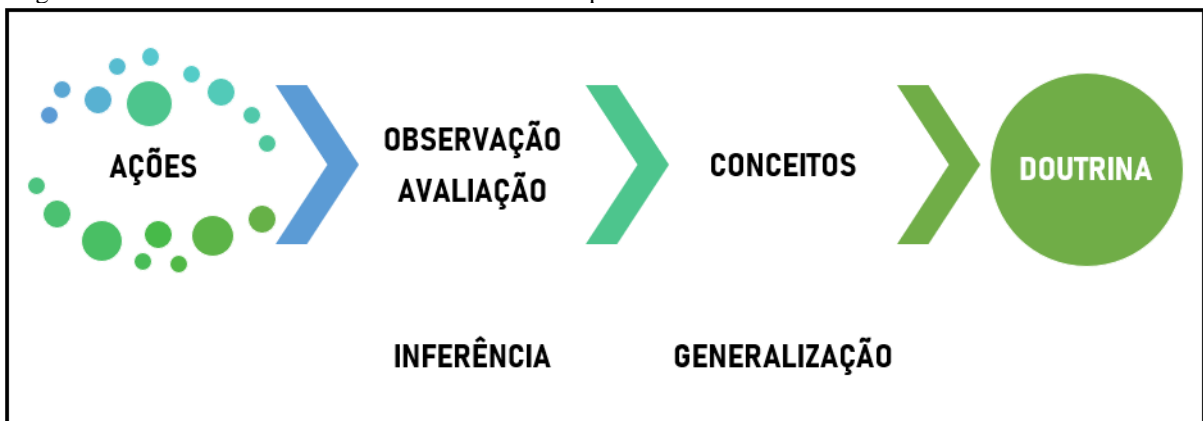 AÇÕES
OBSERVAÇÃO
AVALIAÇÃO
CONCEITOS
DOUTRINA
INFERÊNCIA
GENERALIZAÇÃO